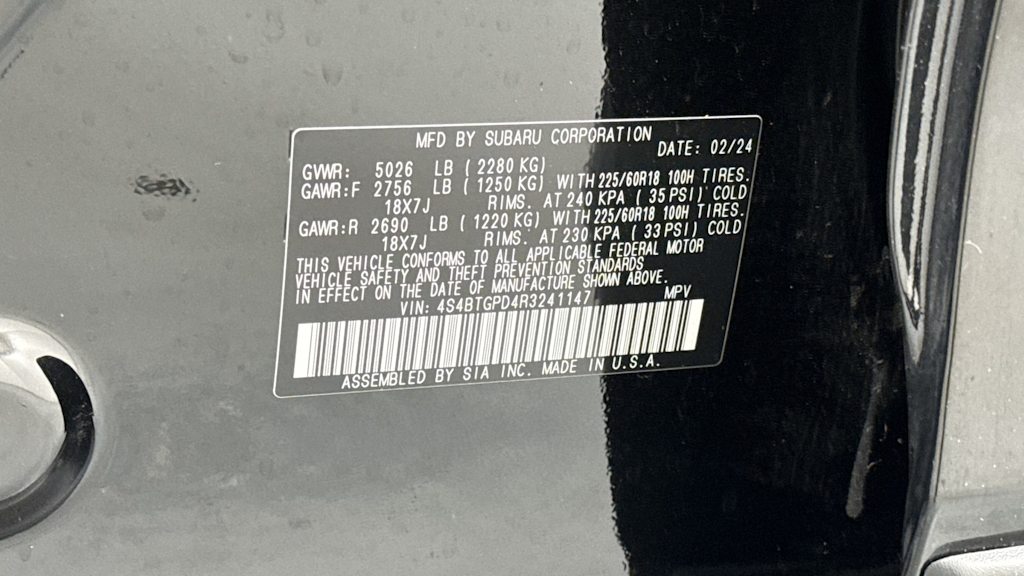 MFD BY SUBARU CORPORATION
DATE: 02/24
GVWR: 5026 LB (2280 KG)
GAWR:F 2756 LB (1250 KG) WITH 225/60R18 100H TIRES.
18X7J RIMS. AT 240 KPA (35 PSI) COLD
GAWR:R 2690 LB (1220 KG) WITH 225/60R18 100H TIRES.
18X7J RIMS. AT 230 KPA (33 PSI) COLD
THIS VEHICLE CONFORMS TO ALL APPLICABLE FEDERAL MOTOR
VEHICLE SAFETY AND THEFT PREVENTION STANDARDS
IN EFFECT ON THE DATE OF MANUFACTURE SHOWN ABOVE.
VIN: 4S4BTGPD4R3241147 MPV
ASSEMBLED BY SIA INC. MADE IN U.S.A.